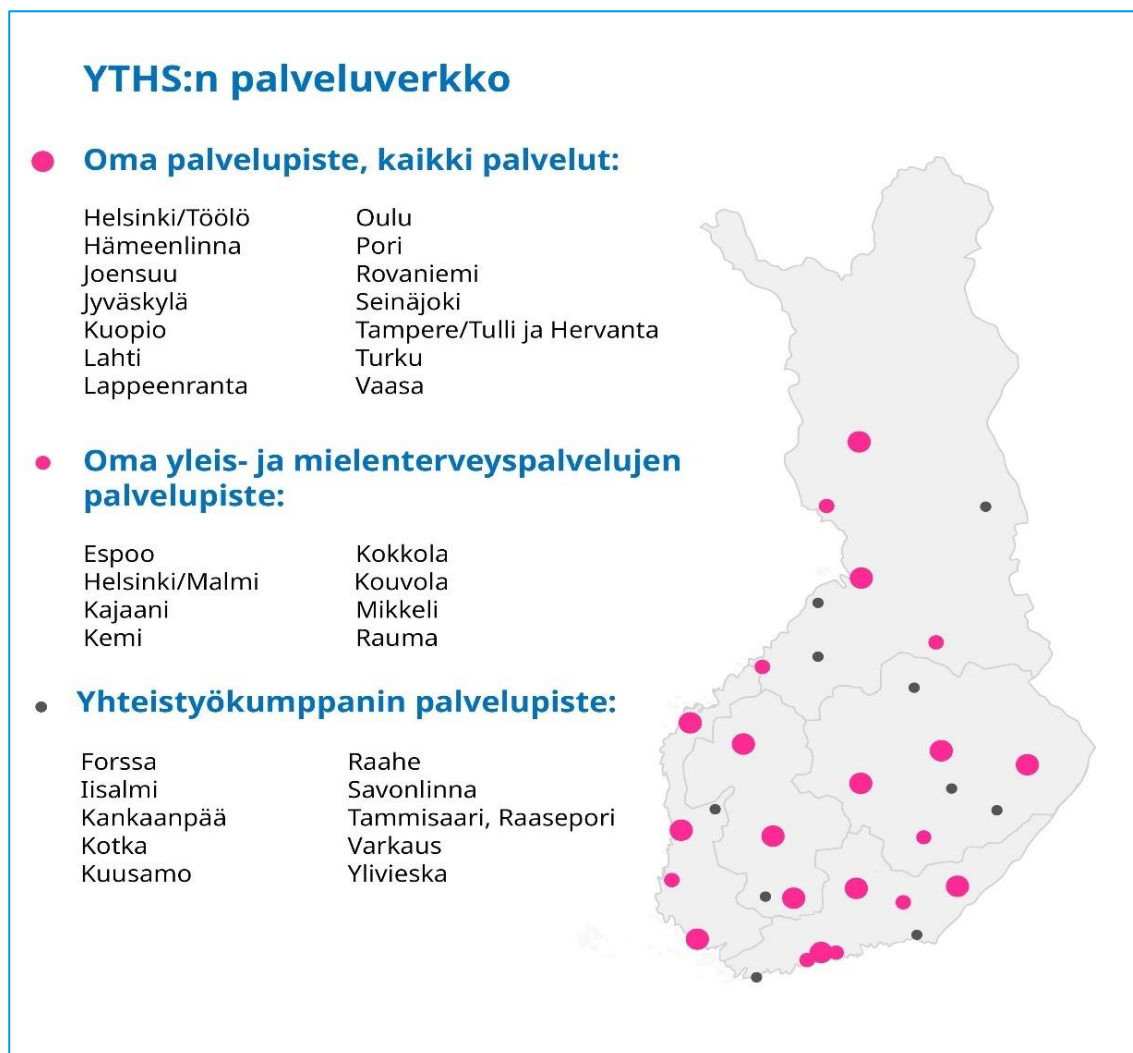 YTHS:n palveluverkko
Oma palvelupiste, kaikki palvelut:
Helsinki/Töölö
Hämeenlinna
Joensuu
Jyväskylä
Kuopio
Lahti
Lappeenranta
Oulu
Pori
Rovaniemi
Seinäjoki
Tampere/Tulli ja Hervanta
Turku
Vaasa
Oma yleis- ja mielenterveyspalvelujen
palvelupiste:
Espoo
Helsinki/Malmi
Kajaani
Kemi
Kokkola
Kouvola
Mikkeli
Rauma
Yhteistyökumppanin palvelupiste:
Forssa
Iisalmi
Kankaanpää
Kotka
Kuusamo
Raahe
Savonlinna
Tammisaari, Raasepori
Varkaus
Ylivieska